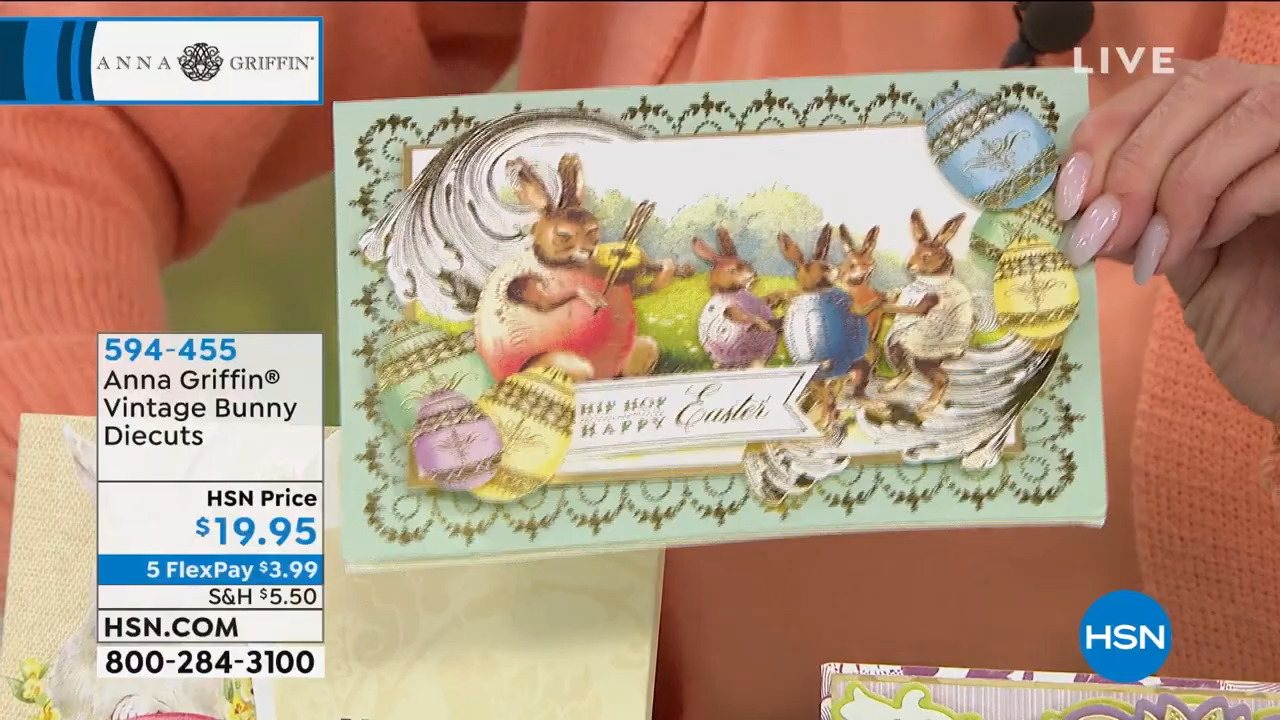 ANNA GRIFFIN®
LIVE
HIP HOP
HAPPY Easter
594-455
Anna Griffin®
Vintage Bunny
Diecuts
HSN Price
$19.95
5 FlexPay $3.99
S&H $5.50
HSN.COM
800-284-3100
HSN